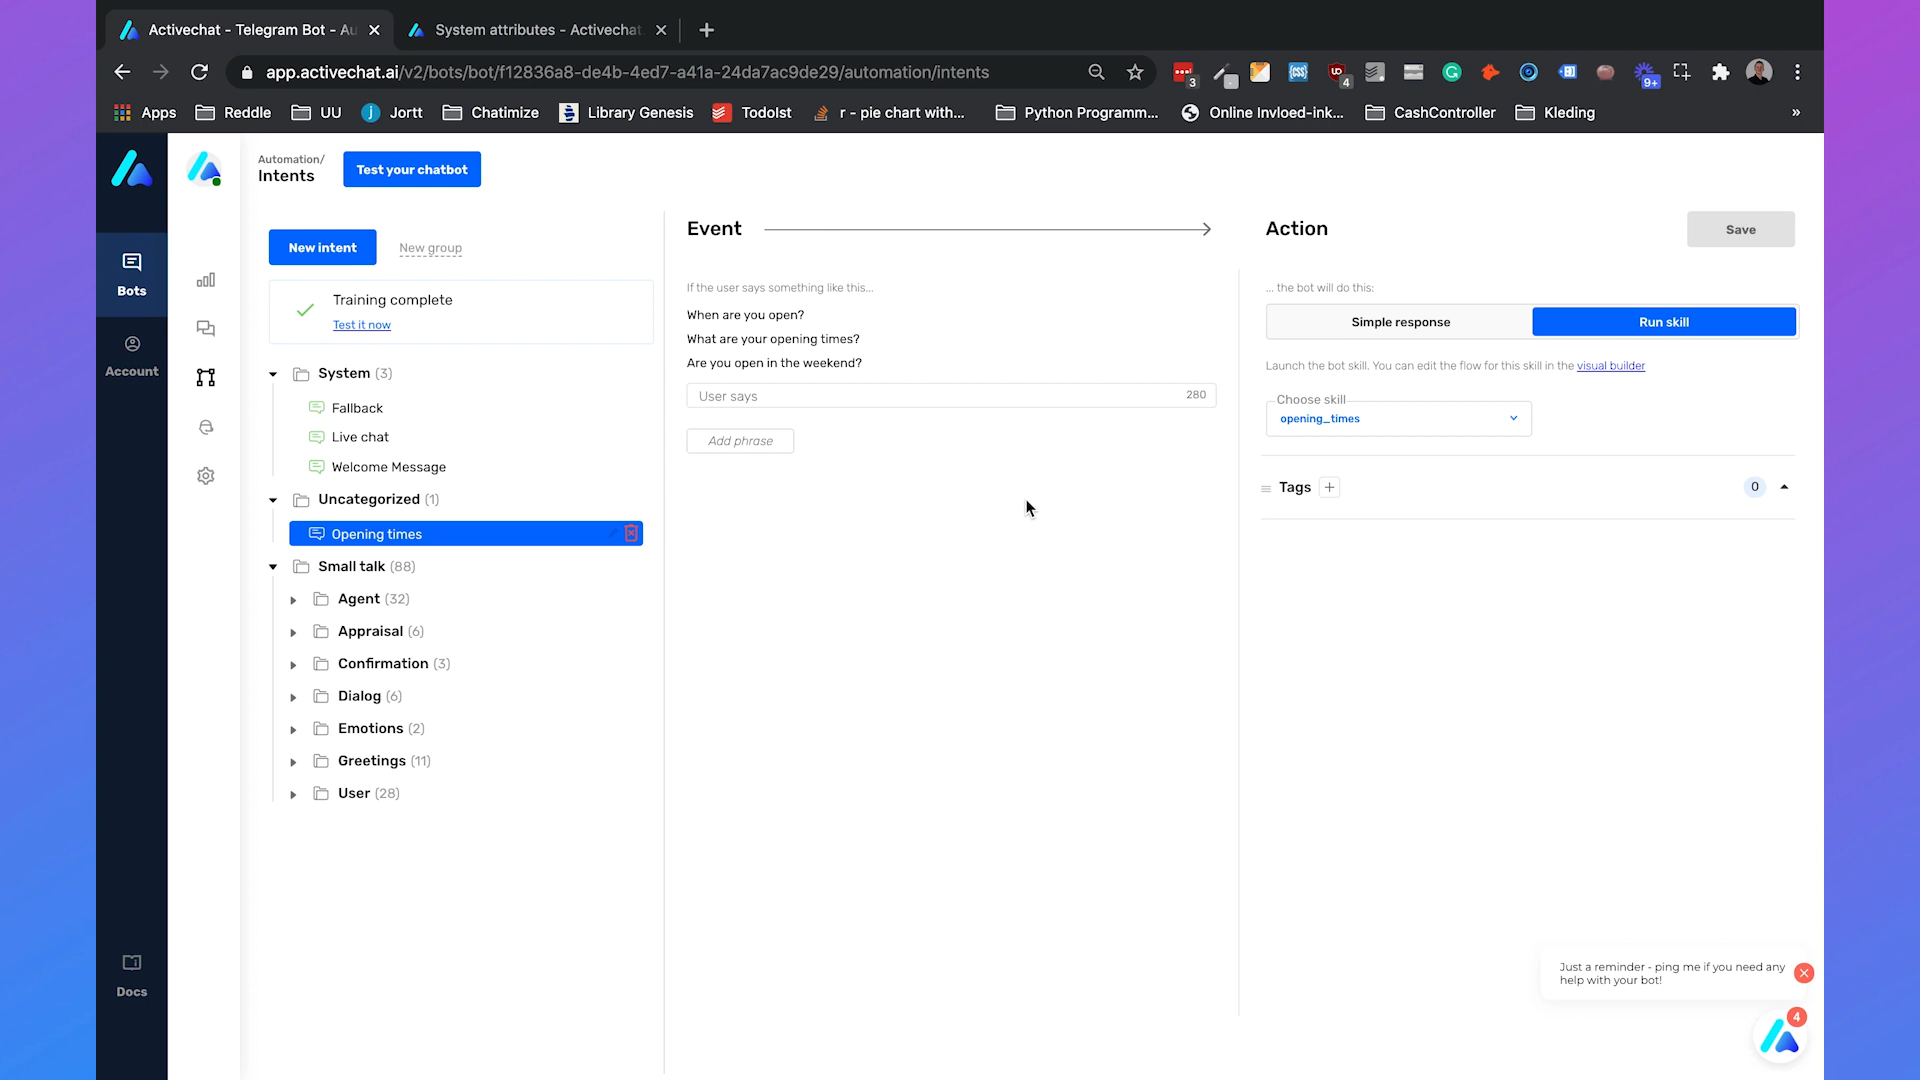 Activechat - Telegram Bot - Au
System attributes - Activechat
app.activechat.ai/v2/bots/bot/f12836a8-de4b-4ed7-a41a-24da7ac9de29/automation/intents
3
4
9+
Apps
Reddle
UU
Jortt
Chatimize
Library Genesis
TodoIst
r - pie chart with...
Python Programm...
Online Invloed-ink...
CashController
Kleding
»
Bots
Account
Docs
Automation/
Intents
Test your chatbot
New intent
New group
Training complete
Test it now
System (3)
Fallback
Live chat
Welcome Message
Uncategorized (1)
Opening times
Small talk (88)
Agent (32)
Appraisal (6)
Confirmation (3)
Dialog (6)
Emotions (2)
Greetings (11)
User (28)
Event
If the user says something like this...
When are you open?
What are your opening times?
Are you open in the weekend?
User says
280
Add phrase
Action
Save
... the bot will do this:
Simple response
Run skill
Launch the bot skill. You can edit the flow for this skill in the visual builder
Choose skill
opening_times
Tags
0
Just a reminder - ping me if you need any
help with your bot!
4